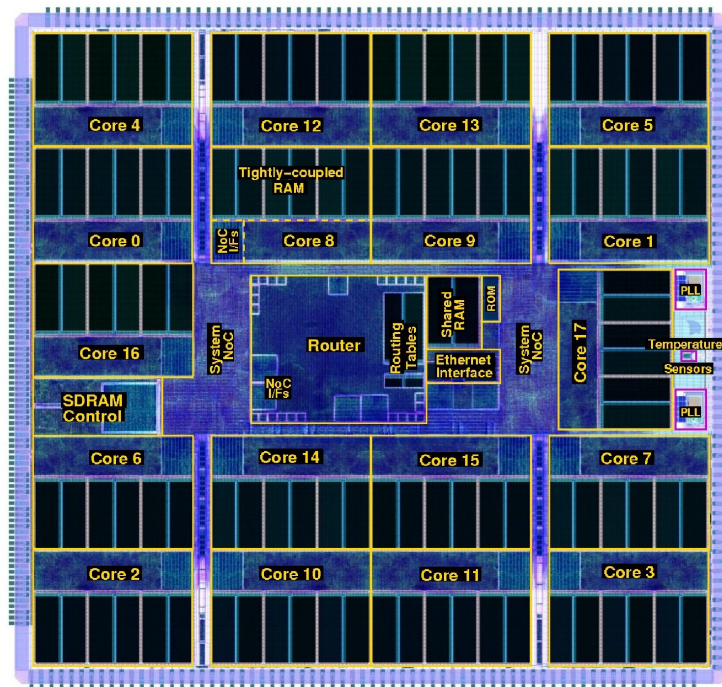 Core 4
Core 12
Core 13
Core 5
Tightly-coupled
RAM
Core 0
NoC
I/Fs
Core 8
Core 9
Core 1
System
NoC
Router
Routing
Tables
Shared
RAM
ROM
System
NoC
Core 17
PLL
Core 16
Ethernet
Interface
Temperature
Sensors
NoC
I/Fs
SDRAM
Control
PLL
Core 6
Core 14
Core 15
Core 7
Core 2
Core 10
Core 11
Core 3